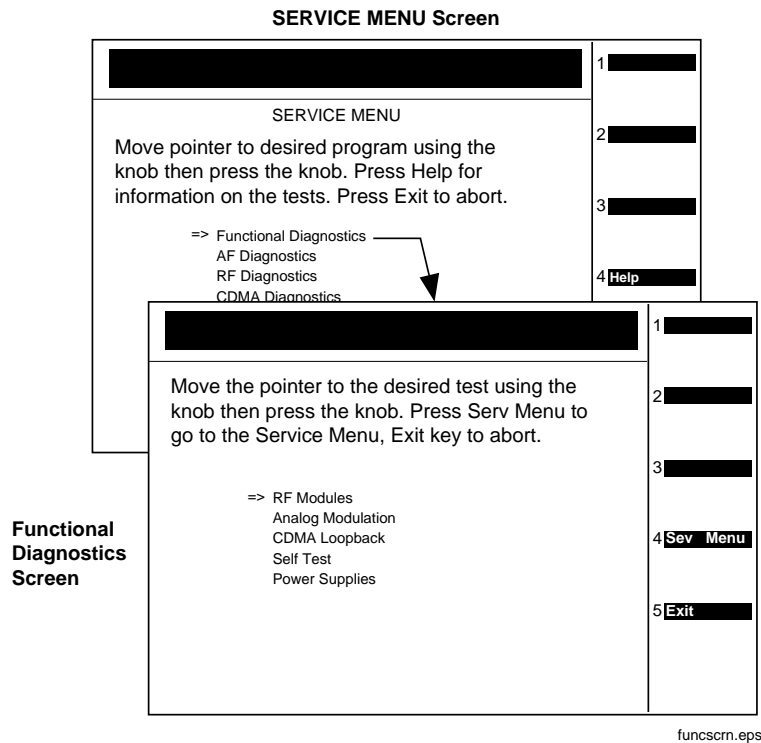 SERVICE MENU Screen
SERVICE MENU
Move pointer to desired program using the
knob then press the knob. Press Help for
information on the tests. Press Exit to abort.
=> Functional Diagnostics
AF Diagnostics
RF Diagnostics
CDMA Diagnostics
1
2
3
4 Help
Functional
Diagnostics
Screen
Move the pointer to the desired test using the
knob then press the knob. Press Serv Menu to
go to the Service Menu, Exit key to abort.
=> RF Modules
Analog Modulation
CDMA Loopback
Self Test
Power Supplies
1
2
3
4 Sev Menu
5 Exit
funcscrn.eps